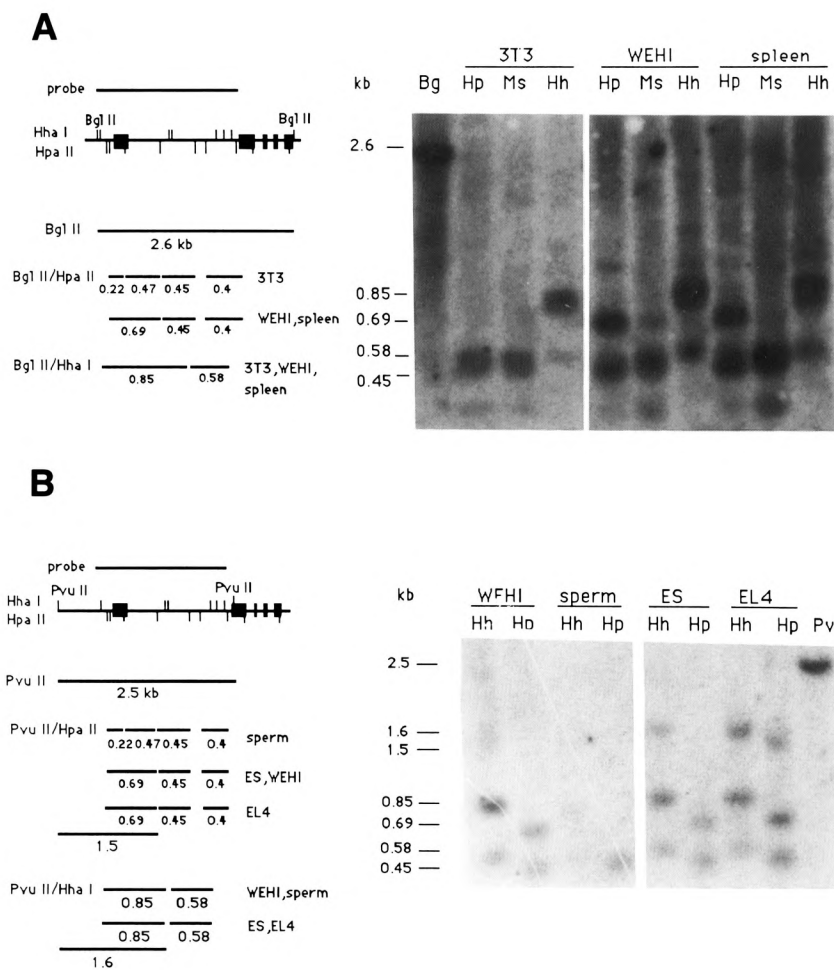 A
probe
Bgl II
Bgl II
Hha I
Hpa II
Bgl II
2.6 kb
Bgl II/Hpa II
3T3
0.22 0.47 0.45 0.4
WEHI,spleen
0.69 0.45 0.4
Bgl II/Hha I
3T3,WEHI,
spleen
0.85 0.58
3T3 WEHI spleen
kb Bg Hp Ms Hh Hp Ms Hh Hp Ms Hh
2.6
0.85
0.69
0.58
0.45
B
probe
Pvu II
Pvu II
Hha I
Hpa II
Pvu II
2.5 kb
Pvu II/Hpa II
sperm
0.22 0.47 0.45 0.4
ES,WEHI
0.69 0.45 0.4
EL4
0.69 0.45 0.4
1.5
Pvu II/Hha I
WEHI,sperm
0.85 0.58
ES,EL4
0.85 0.58
1.6
kb WEHI sperm ES EL4
Hh Hp Hh Hp Hh Hp Hh Hp Pv
2.5
1.6
1.5
0.85
0.69
0.58
0.45